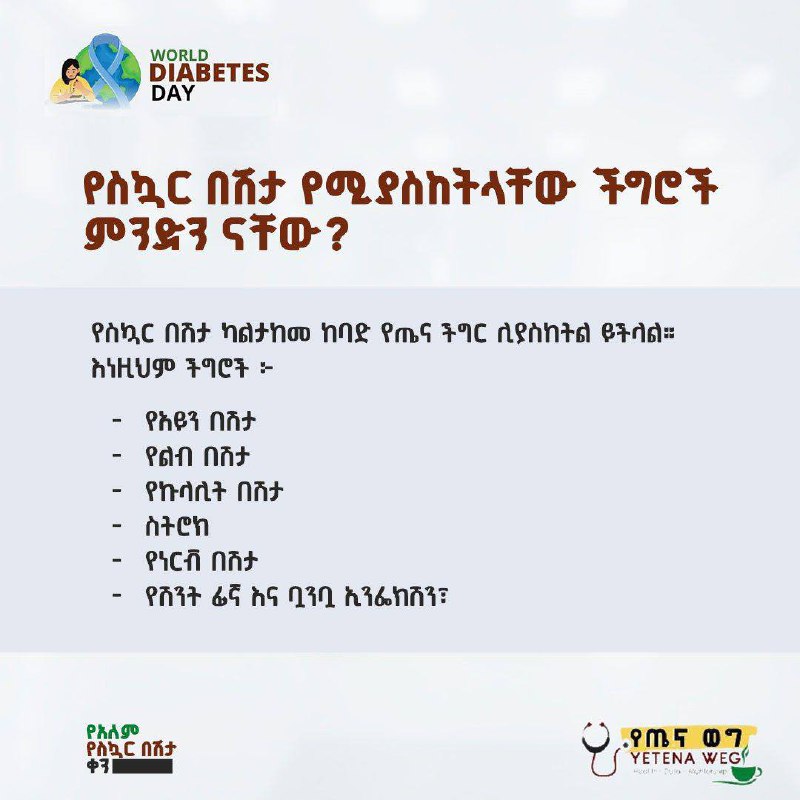 WORLD
DIABETES
DAY
የስኳር በሽታ የሚያስከትላቸው ችግሮች
ምንድን ናቸው?
የስኳር በሽታ ካልታከመ ከባድ የጤና ችግር ሊያስከትል ይችላል።
እነዚህም ችግሮች ፦
- የአይን በሽታ
- የልብ በሽታ
- የኩላሊት በሽታ
- ስትሮክ
- የነርቭ በሽታ
- የሽንት ፊኛ እና ቧንቧ ኢንፌክሽን፣
የአለም
የስኳር በሽታ
ቀን
የጤና ወግ
YETENA WEG